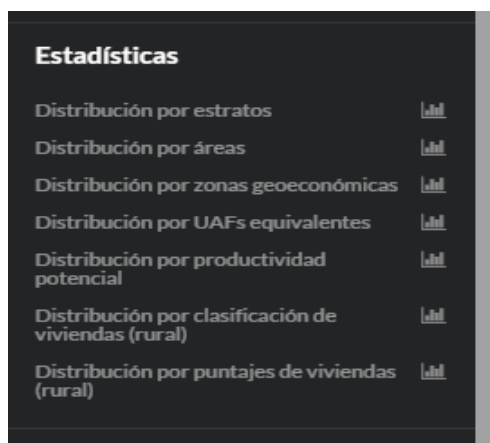 Estadísticas
Distribución por estratos
Distribución por áreas
Distribución por zonas geoeconómicas
Distribución por UAFs equivalentes
Distribución por productividad
potencial
Distribución por clasificación de
viviendas (rural)
Distribución por puntajes de viviendas
(rural)